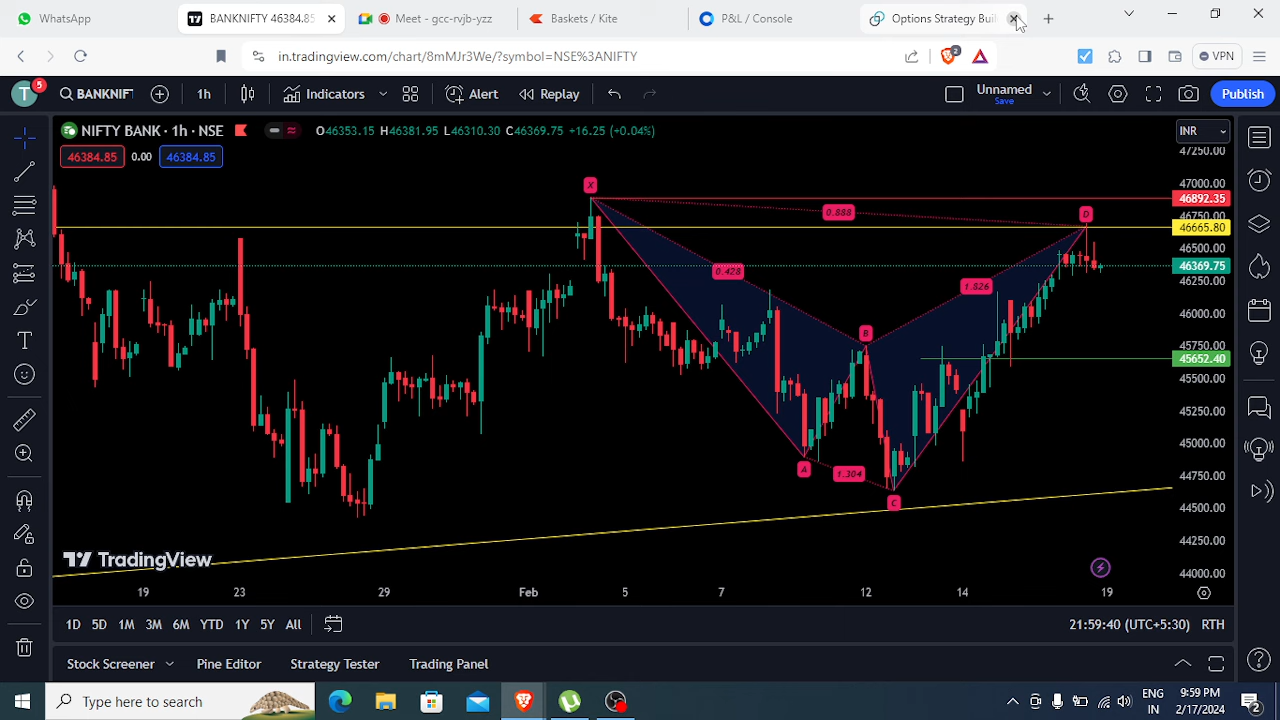 WhatsApp
BANKNIFTY 46384.85
Meet - gcc-rvjb-yzz
Baskets / Kite
P&L / Console
Options Strategy Buil
in.tradingview.com/chart/8mMJr3We/?symbol=NSE%3ANIFTY
2
VPN
T
5
BANKNIFT
1h
Indicators
Alert
Replay
Unnamed
Save
Publish
NIFTY BANK · 1h · NSE
O46353.15 H46381.95 L46310.30 C46369.75 +16.25 (+0.04%)
INR
46384.85 0.00 46384.85
47250.00
47000.00
46892.35
46750.00
46665.80
46500.00
46369.75
46250.00
46000.00
45750.00
45652.40
45500.00
45250.00
45000.00
44750.00
44500.00
44250.00
44000.00
X
0.888
D
0.428
1.826
B
A
1.304
C
TradingView
19 23 29 Feb 5 7 12 14 19
1D 5D 1M 3M 6M YTD 1Y 5Y All
21:59:40 (UTC+5:30) RTH
Stock Screener
Pine Editor
Strategy Tester
Trading Panel
Type here to search
ENG
IN
9:59 PM
2/17/2024
2